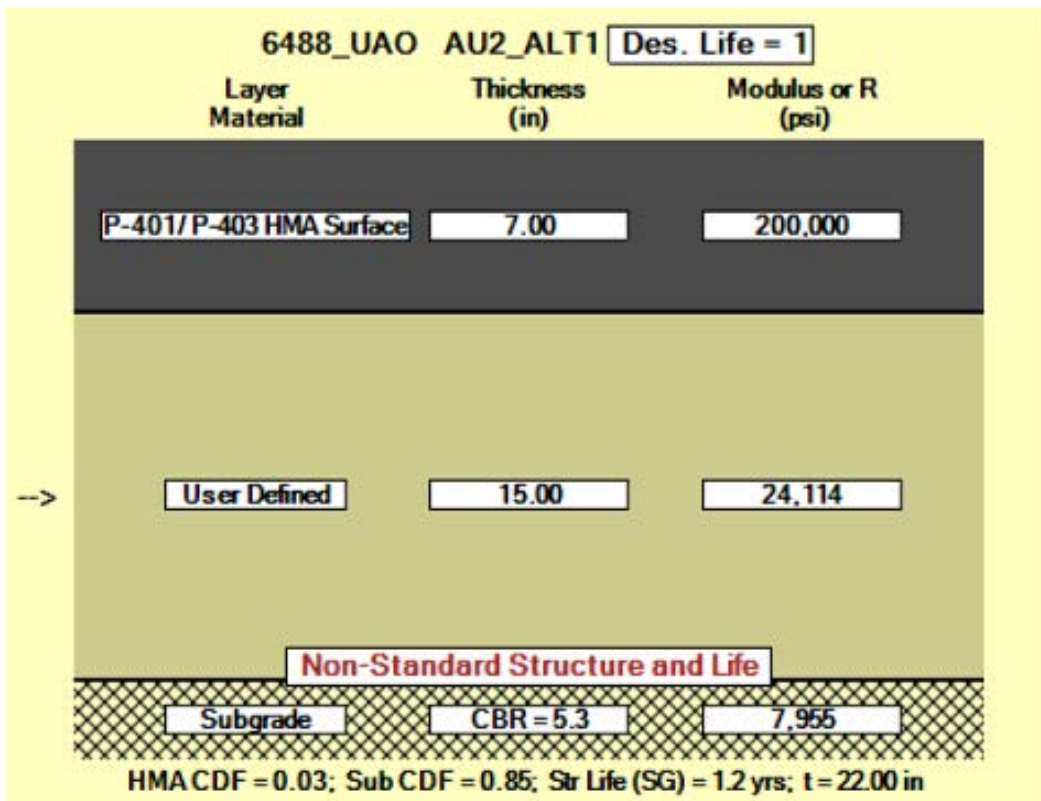 6488_UAO AU2_ALT1 Des. Life = 1
Layer Material Thickness (in) Modulus or R (psi)
P-401/ P-403 HMA Surface 7.00 200,000
--> User Defined 15.00 24,114
Non-Standard Structure and Life
Subgrade CBR = 5.3 7,955
HMA CDF = 0.03; Sub CDF = 0.85; Str Life (SG) = 1.2 yrs; t = 22.00 in